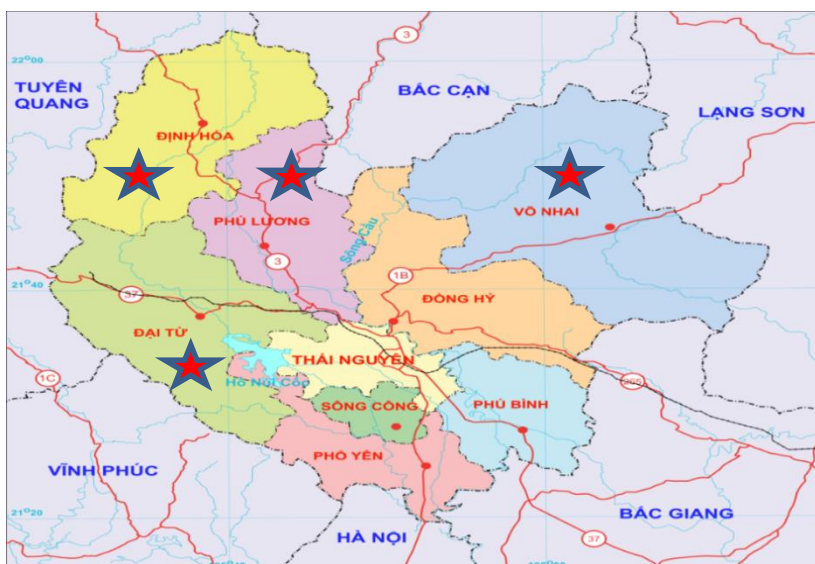 3
22°00
TUYÊN
QUANG
BẮC CẠN
LẠNG SƠN
ĐỊNH HÓA
VÕ NHAI
PHÚ LƯƠNG
Sông Cầu
3
1B
21°40
37
ĐỒNG HỶ
ĐẠI TỪ
THÁI NGUYÊN
1C
Hồ Núi Cốc
SÔNG CÔNG
PHÚ BÌNH
PHỔ YÊN
VĨNH PHÚC
BẮC GIANG
21°20
HÀ NỘI
37